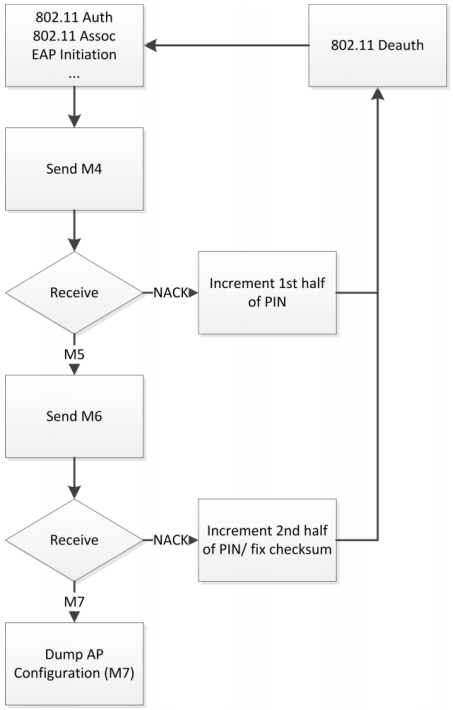 802.11 Auth
802.11 Assoc
EAP Initiation
...
802.11 Deauth
Send M4
Receive
NACK
Increment 1st half
of PIN
M5
Send M6
Receive
NACK
Increment 2nd half
of PIN/ fix checksum
M7
Dump AP
Configuration (M7)